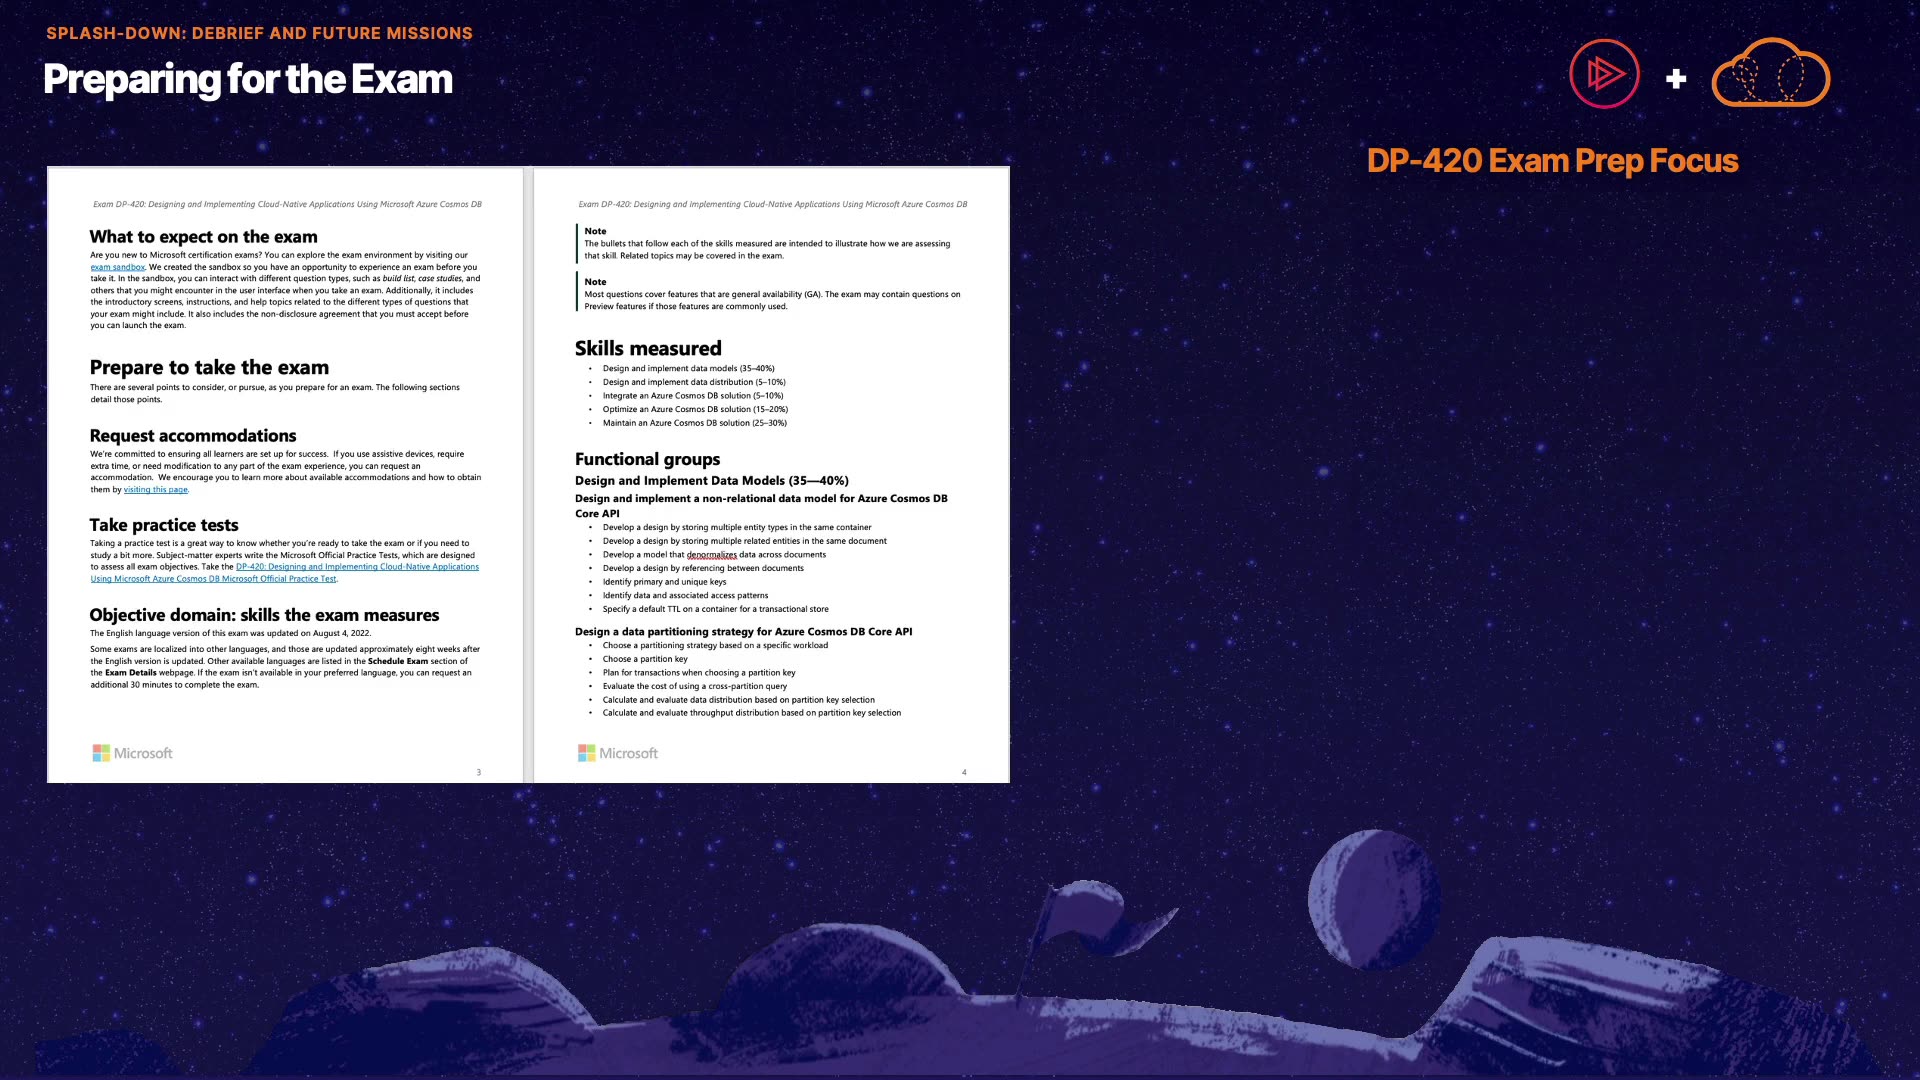 SPLASH-DOWN: DEBRIEF AND FUTURE MISSIONS
Preparing for the Exam
DP-420 Exam Prep Focus
Exam DP-420: Designing and Implementing Cloud-Native Applications Using Microsoft Azure Cosmos DB
What to expect on the exam
Are you new to Microsoft certification exams? You can explore the exam environment by visiting our
exam sandbox. We created the sandbox so you have an opportunity to experience an exam before you
take it. In the sandbox, you can interact with different question types, such as build list, case studies, and
others that you might encounter in the user interface when you take an exam. Additionally, it includes
the introductory screens, instructions, and help topics related to the different types of questions that
your exam might include. It also includes the non-disclosure agreement that you must accept before
you can launch the exam.
Prepare to take the exam
There are several points to consider, or pursue, as you prepare for an exam. The following sections
detail those points.
Request accommodations
We're committed to ensuring all learners are set up for success.  If you use assistive devices, require
extra time, or need modification to any part of the exam experience, you can request an
accommodation.  We encourage you to learn more about available accommodations and how to obtain
them by visiting this page.
Take practice tests
Taking a practice test is a great way to know whether you're ready to take the exam or if you need to
study a bit more. Subject-matter experts write the Microsoft Official Practice Tests, which are designed
to assess all exam objectives. Take the DP-420: Designing and Implementing Cloud-Native Applications
Using Microsoft Azure Cosmos DB Microsoft Official Practice Test.
Objective domain: skills the exam measures
The English language version of this exam was updated on August 4, 2022.
Some exams are localized into other languages, and those are updated approximately eight weeks after
the English version is updated. Other available languages are listed in the Schedule Exam section of
the Exam Details webpage. If the exam isn't available in your preferred language, you can request an
additional 30 minutes to complete the exam.
Microsoft
3
Exam DP-420: Designing and Implementing Cloud-Native Applications Using Microsoft Azure Cosmos DB
Note
The bullets that follow each of the skills measured are intended to illustrate how we are assessing
that skill. Related topics may be covered in the exam.
Note
Most questions cover features that are general availability (GA). The exam may contain questions on
Preview features if those features are commonly used.
Skills measured
• Design and implement data models (35–40%)
• Design and implement data distribution (5–10%)
• Integrate an Azure Cosmos DB solution (5–10%)
• Optimize an Azure Cosmos DB solution (15–20%)
• Maintain an Azure Cosmos DB solution (25–30%)
Functional groups
Design and Implement Data Models (35—40%)
Design and implement a non-relational data model for Azure Cosmos DB
Core API
• Develop a design by storing multiple entity types in the same container
• Develop a design by storing multiple related entities in the same document
• Develop a model that denormalizes data across documents
• Develop a design by referencing between documents
• Identify primary and unique keys
• Identify data and associated access patterns
• Specify a default TTL on a container for a transactional store
Design a data partitioning strategy for Azure Cosmos DB Core API
• Choose a partitioning strategy based on a specific workload
• Choose a partition key
• Plan for transactions when choosing a partition key
• Evaluate the cost of using a cross-partition query
• Calculate and evaluate data distribution based on partition key selection
• Calculate and evaluate throughput distribution based on partition key selection
Microsoft
4